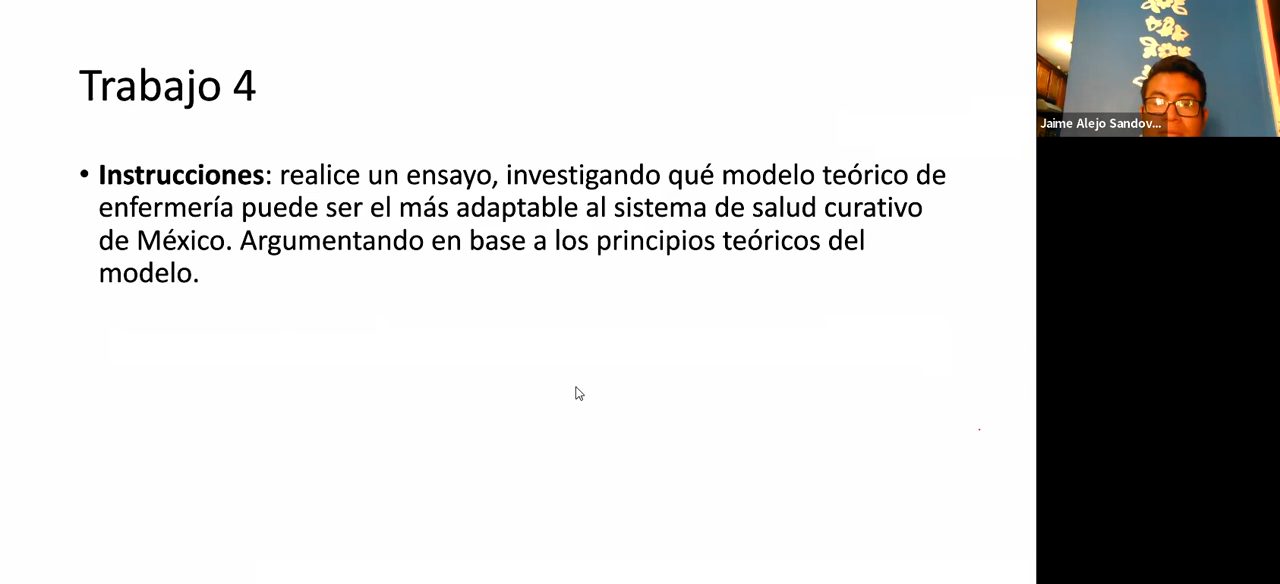 Trabajo 4
• Instrucciones: realice un ensayo, investigando qué modelo teórico de
enfermería puede ser el más adaptable al sistema de salud curativo
de México. Argumentando en base a los principios teóricos del
modelo.
Jaime Alejo Sandov...